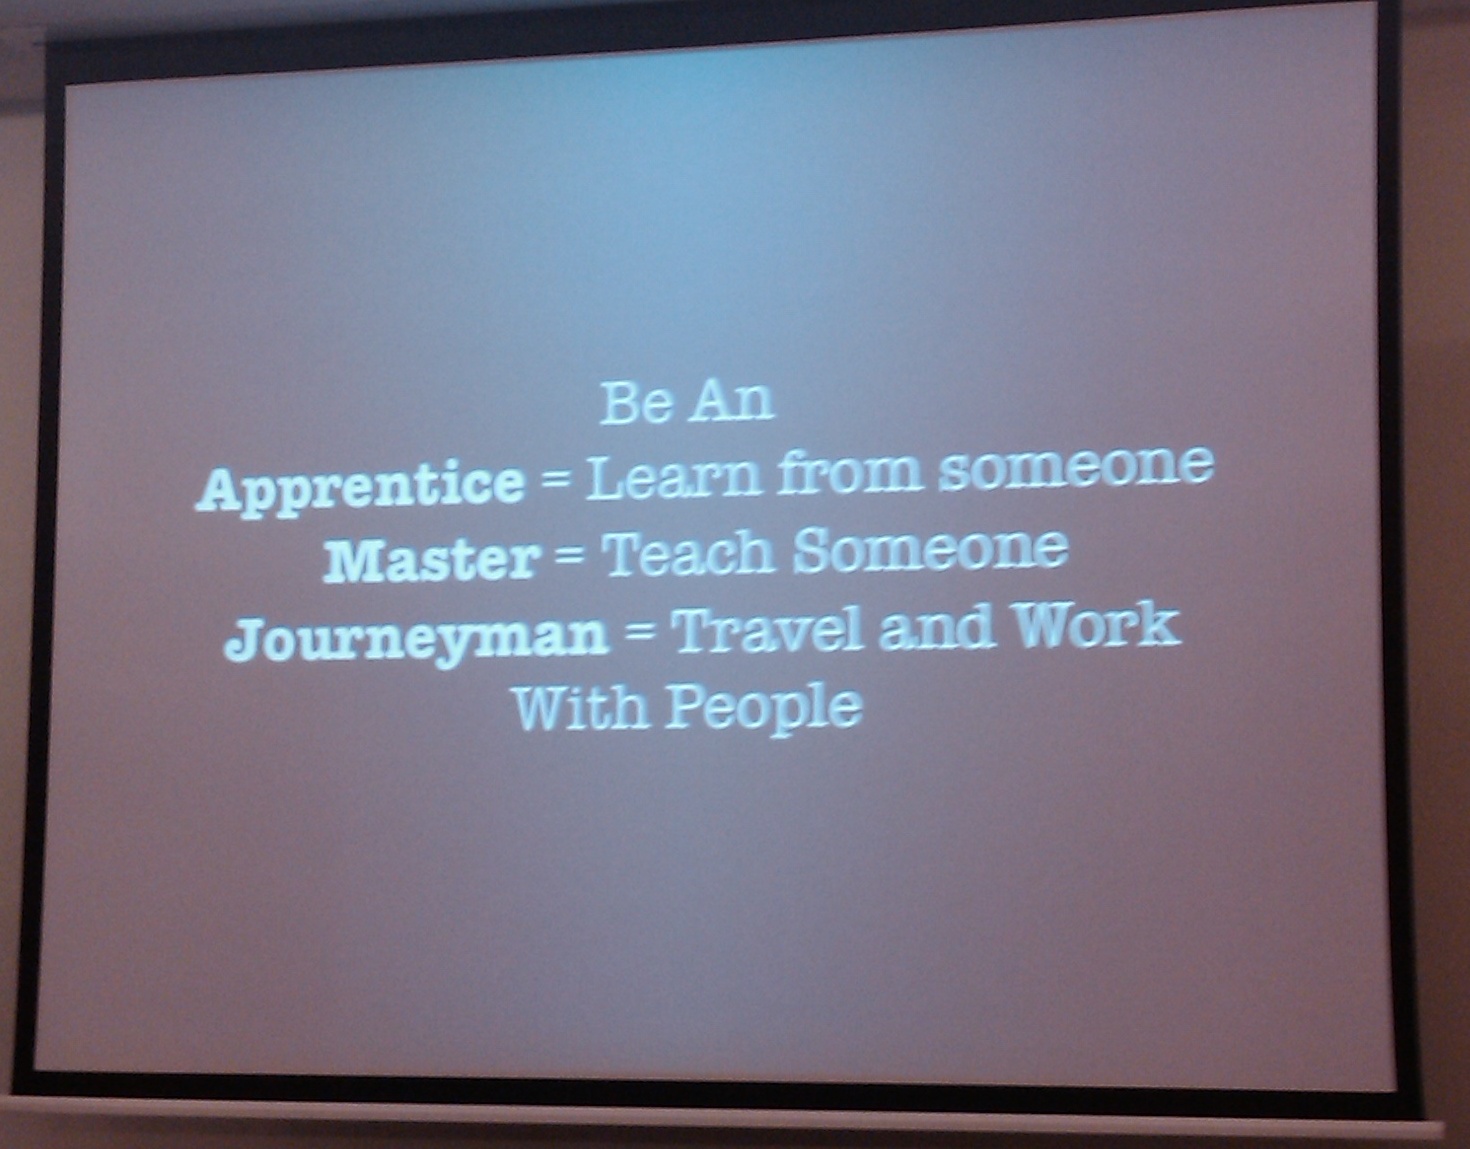 Be An
Apprentice = Learn from someone
Master = Teach Someone
Journeyman = Travel and Work
With People